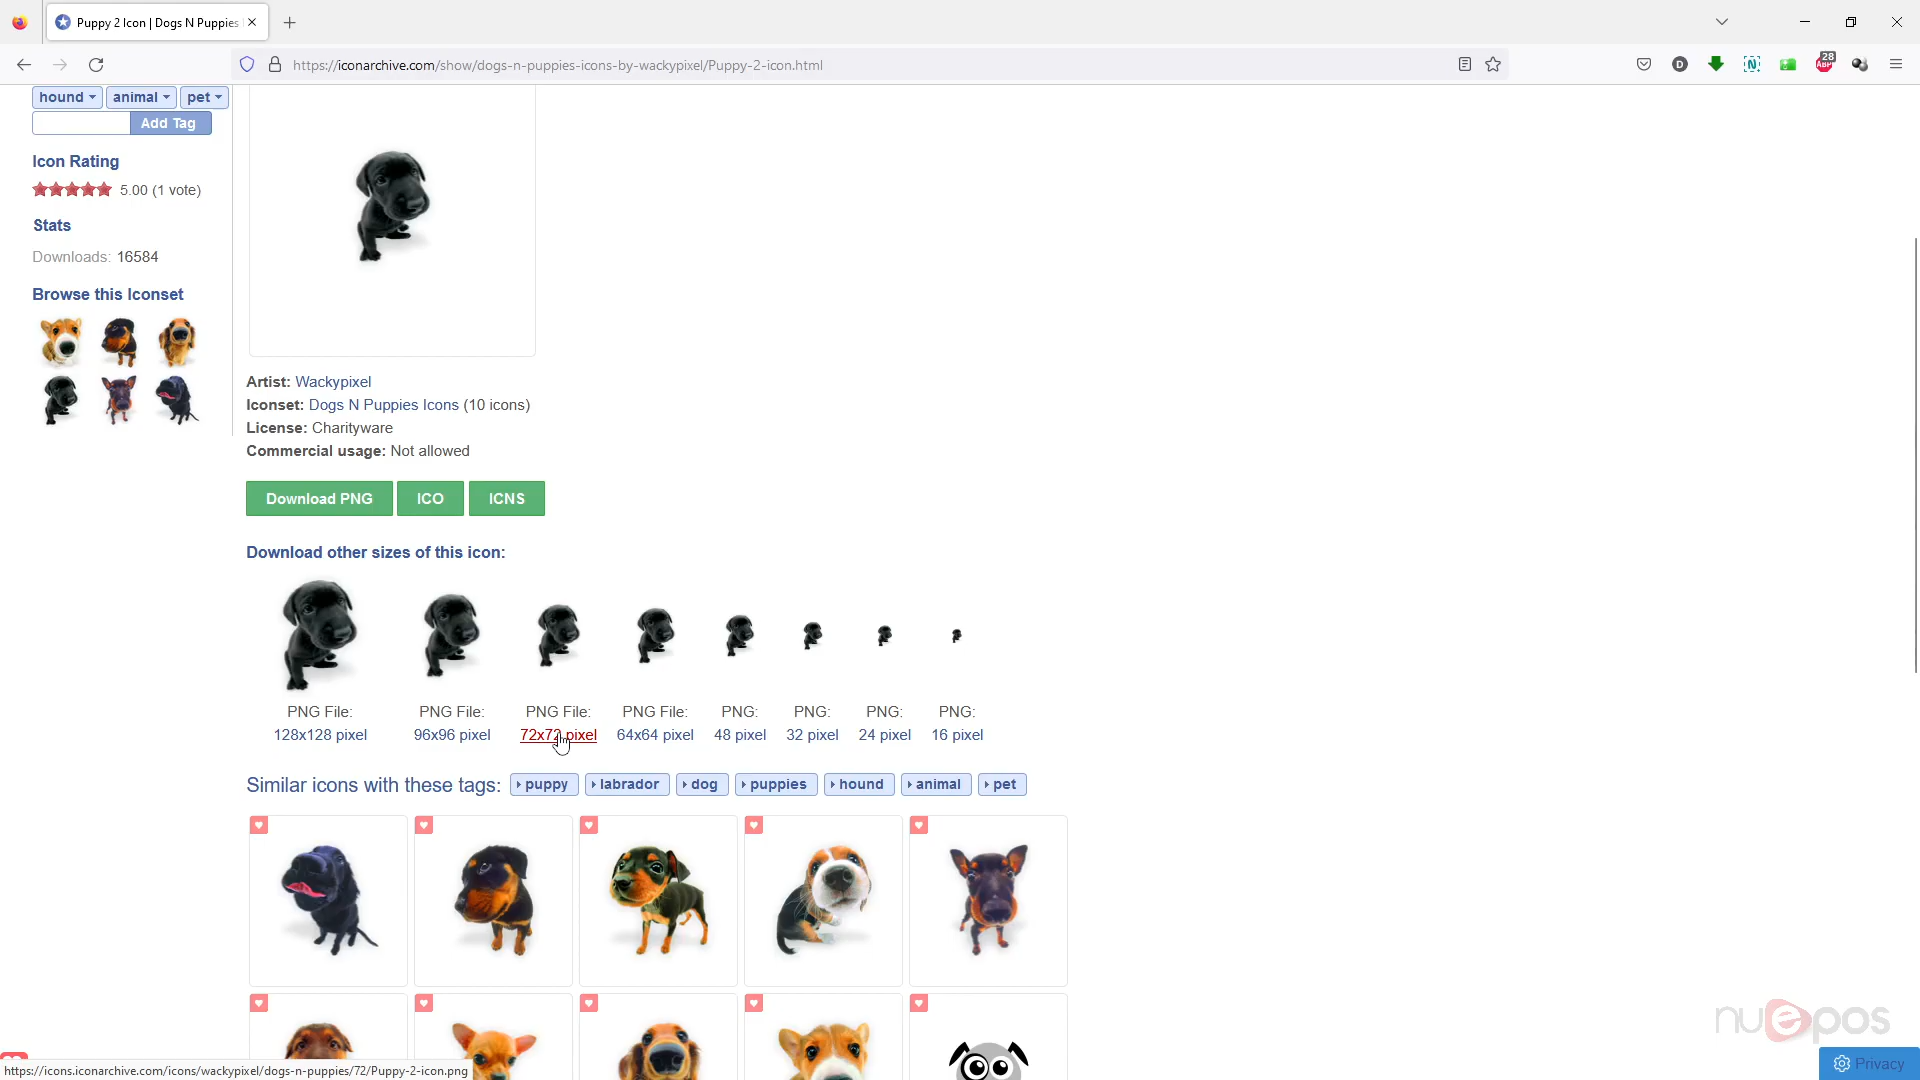 Puppy 2 Icon | Dogs N Puppies
https://iconarchive.com/show/dogs-n-puppies-icons-by-wackypixel/Puppy-2-icon.html
D
28
ABP
hound
animal
pet
Add Tag
Icon Rating
5.00 (1 vote)
Stats
Downloads: 16584
Browse this Iconset
Artist: Wackypixel
Iconset: Dogs N Puppies Icons (10 icons)
License: Charityware
Commercial usage: Not allowed
Download PNG
ICO
ICNS
Download other sizes of this icon:
PNG File: PNG File: PNG File: PNG File: PNG: PNG: PNG: PNG:
128x128 pixel 96x96 pixel 72x72 pixel 64x64 pixel 48 pixel 32 pixel 24 pixel 16 pixel
Similar icons with these tags: puppy labrador dog puppies hound animal pet
nuepos
Privacy
https://icons.iconarchive.com/icons/wackypixel/dogs-n-puppies/72/Puppy-2-icon.png